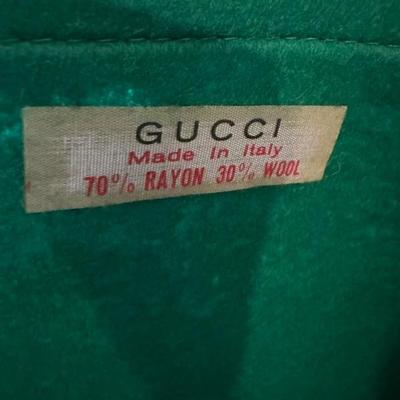 GUCCI
Made In Italy
70% RAYON 30% WOOL